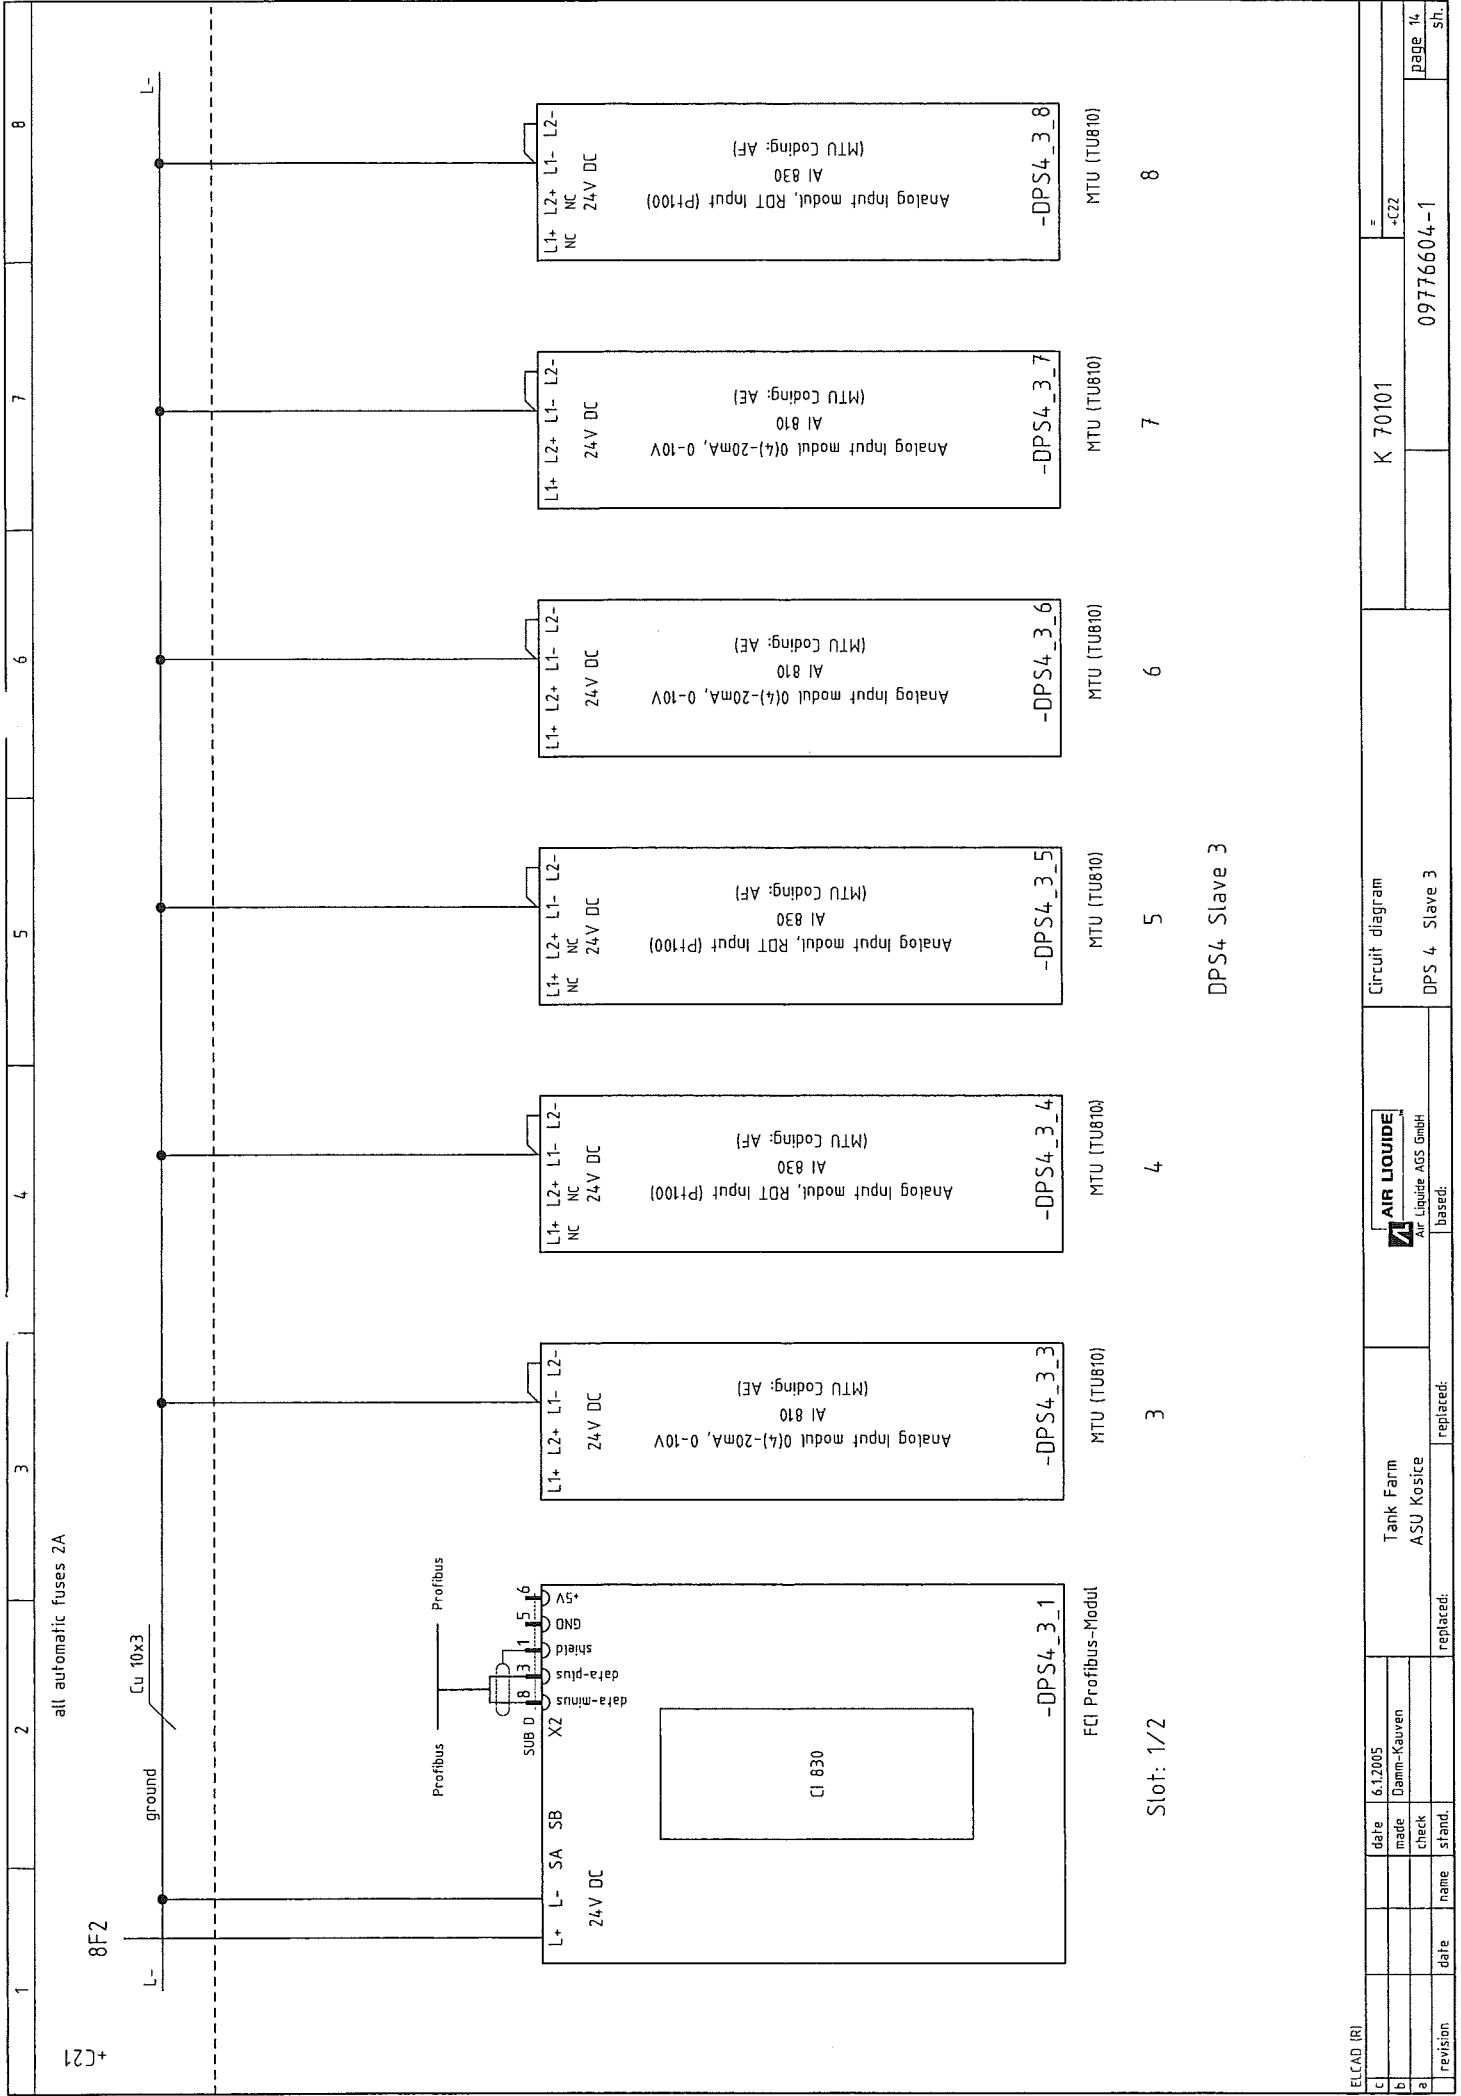 1 2 3 4 5 6 7 8
+C21
all automatic fuses 2A
8F2
L-
ground
Cu 10x3
L-
Profibus
Profibus
SUB D 8 3 1 5 6
X2
data-minus
data-plus
shield
GND
+5V
L+ L- SA SB
24V DC
CI 830
-DPS4_3_1
FCI Profibus-Modul
Slot: 1/2
L1+ L2+ L1- L2-
24V DC
Analog Input modul 0(4)-20mA, 0-10V
AI 810
(MTU Coding: AE)
-DPS4_3_3
MTU (TU810)
3
L1+ L2+ L1- L2-
NC NC
24V DC
Analog Input modul, RDT Input (Pt100)
AI 830
(MTU Coding: AF)
-DPS4_3_4
MTU (TU810)
4
L1+ L2+ L1- L2-
NC NC
24V DC
Analog Input modul, RDT Input (Pt100)
AI 830
(MTU Coding: AF)
-DPS4_3_5
MTU (TU810)
5
L1+ L2+ L1- L2-
24V DC
Analog Input modul 0(4)-20mA, 0-10V
AI 810
(MTU Coding: AE)
-DPS4_3_6
MTU (TU810)
6
L1+ L2+ L1- L2-
24V DC
Analog Input modul 0(4)-20mA, 0-10V
AI 810
(MTU Coding: AE)
-DPS4_3_7
MTU (TU810)
7
L1+ L2+ L1- L2-
NC NC
24V DC
Analog Input modul, RDT Input (Pt100)
AI 830
(MTU Coding: AF)
-DPS4_3_8
MTU (TU810)
8
DPS4 Slave 3
ELCAD (R)
c
b
a
revision date name stand.
date 6.1.2005
made Damm-Kauven
check
Tank Farm
ASU Kosice
replaced: replaced: based:
AIR LIQUIDE
Air Liquide AGS GmbH
Circuit diagram
DPS 4 Slave 3
K 70101
=
+C22
09776604-1
page 14
sh.